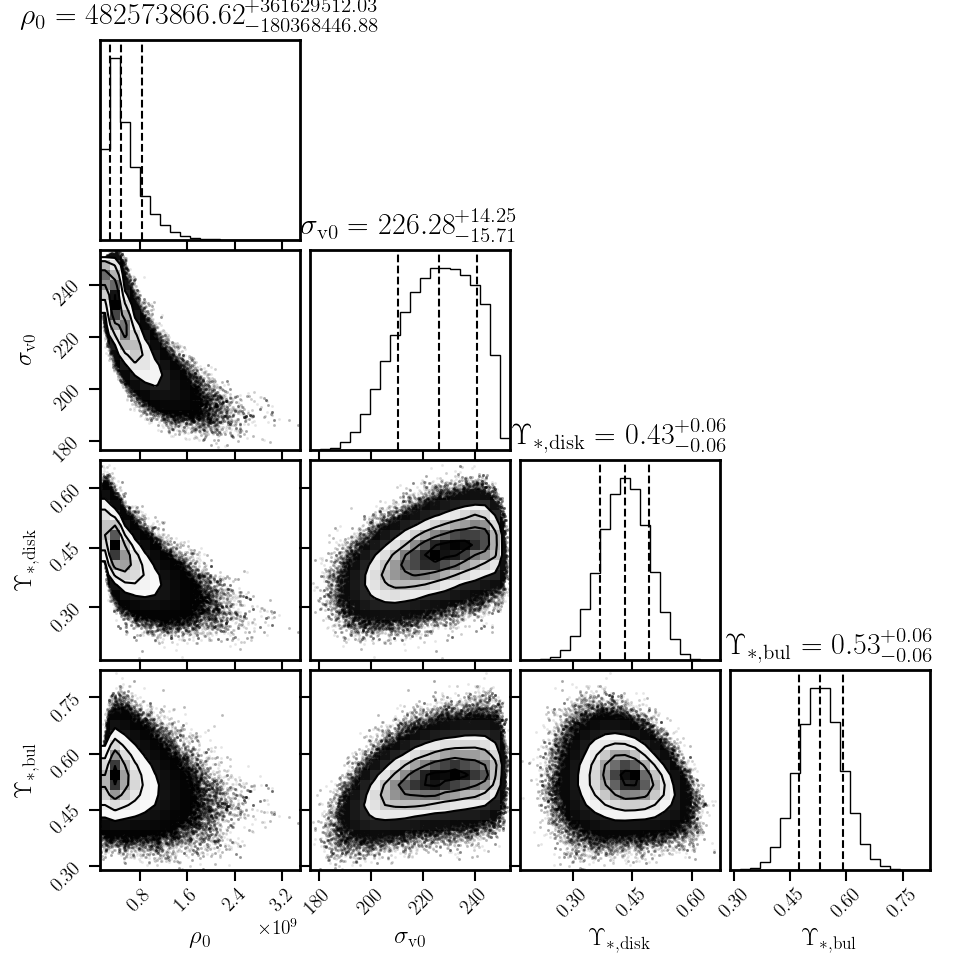 ρ₀ = 482573866.62⁺³⁶¹⁶²⁹⁵¹²·⁰³₋₁₈₀₃₆₈₄₄₆.₈₈
σᵥ₀ = 226.28⁺¹⁴·²⁵₋₁₅.₇₁
240
220
200
180
σᵥ₀
ϒ*,disk = 0.43⁺⁰·⁰⁶₋₀.₀₆
0.60
0.45
0.30
ϒ*,disk
ϒ*,bul = 0.53⁺⁰·⁰⁶₋₀.₀₆
0.75
0.60
0.45
0.30
ϒ*,bul
0.8 1.6 2.4 3.2
×10⁹
ρ₀
180 200 220 240
σᵥ₀
0.30 0.45 0.60
ϒ*,disk
0.30 0.45 0.60 0.75
ϒ*,bul